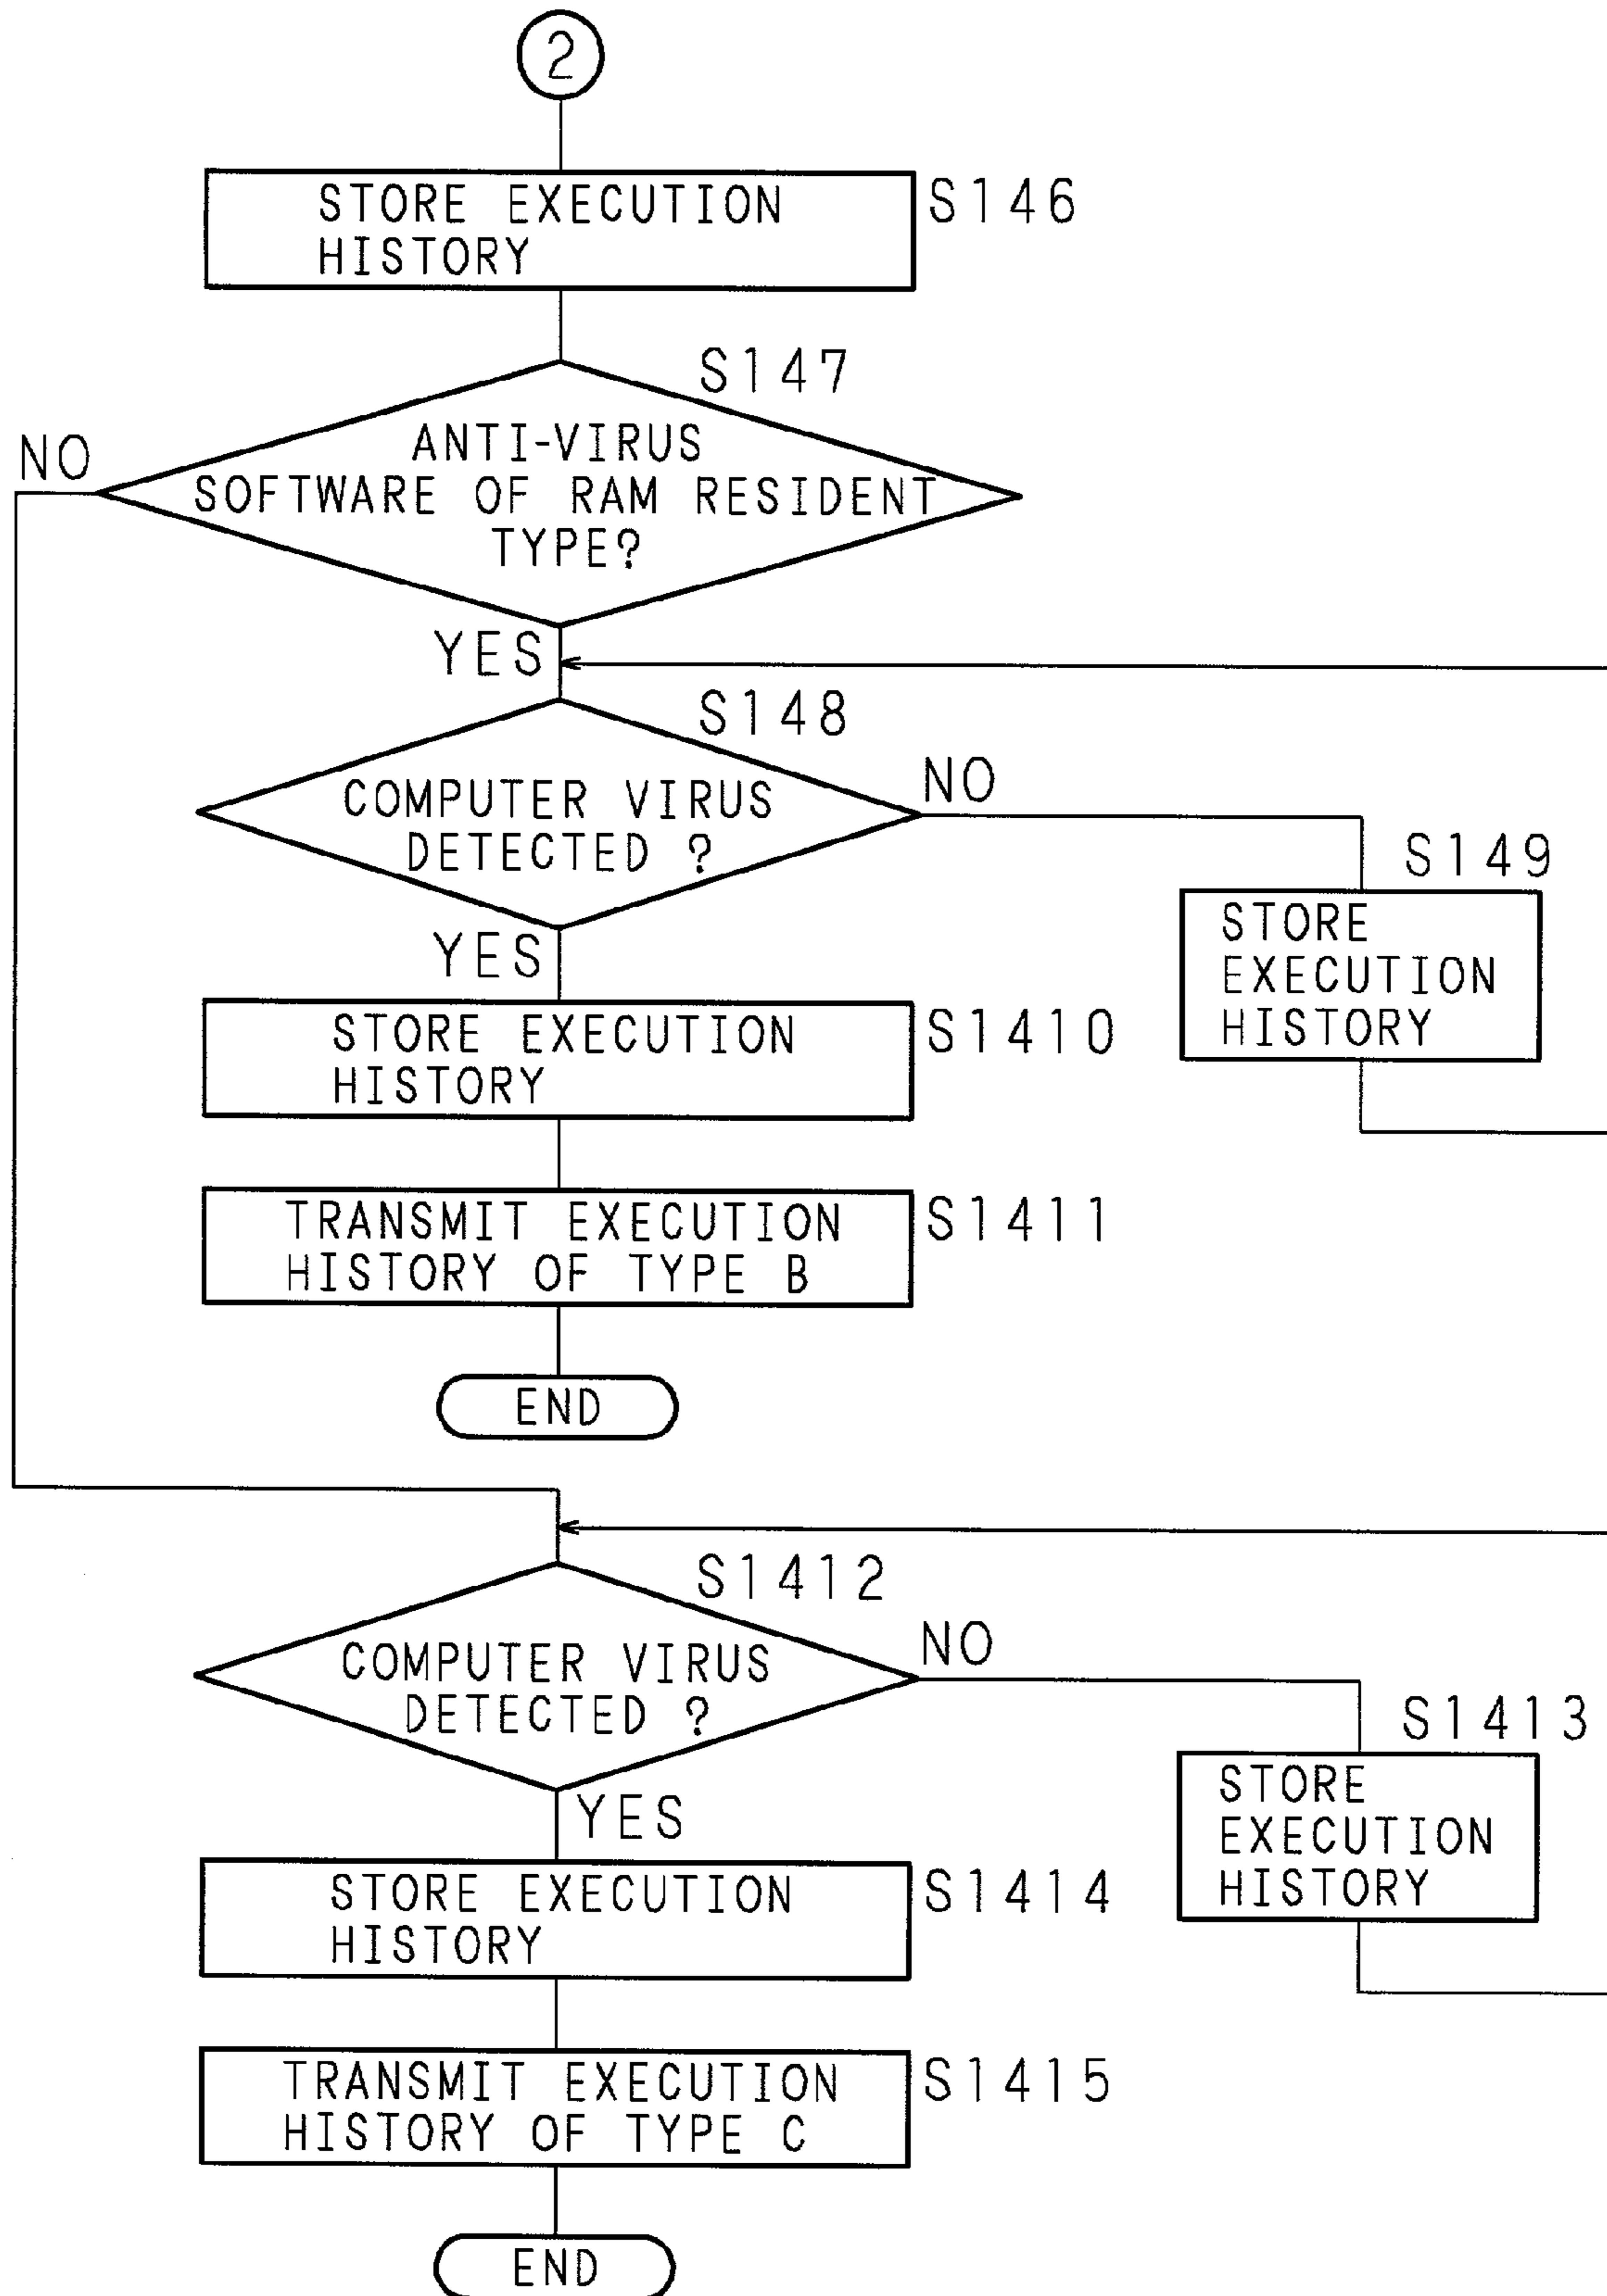 2
STORE EXECUTION
HISTORY
S146
S147
ANTI-VIRUS
SOFTWARE OF RAM RESIDENT
TYPE?
NO
YES
S148
COMPUTER VIRUS
DETECTED ?
NO
S149
STORE
EXECUTION
HISTORY
YES
STORE EXECUTION
HISTORY
S1410
TRANSMIT EXECUTION
HISTORY OF TYPE B
S1411
END
S1412
COMPUTER VIRUS
DETECTED ?
NO
S1413
STORE
EXECUTION
HISTORY
YES
STORE EXECUTION
HISTORY
S1414
TRANSMIT EXECUTION
HISTORY OF TYPE C
S1415
END